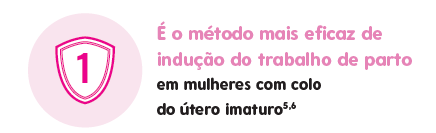 1
É o método mais eficaz de
indução do trabalho de parto
em mulheres com colo
do útero imaturo⁵,⁶